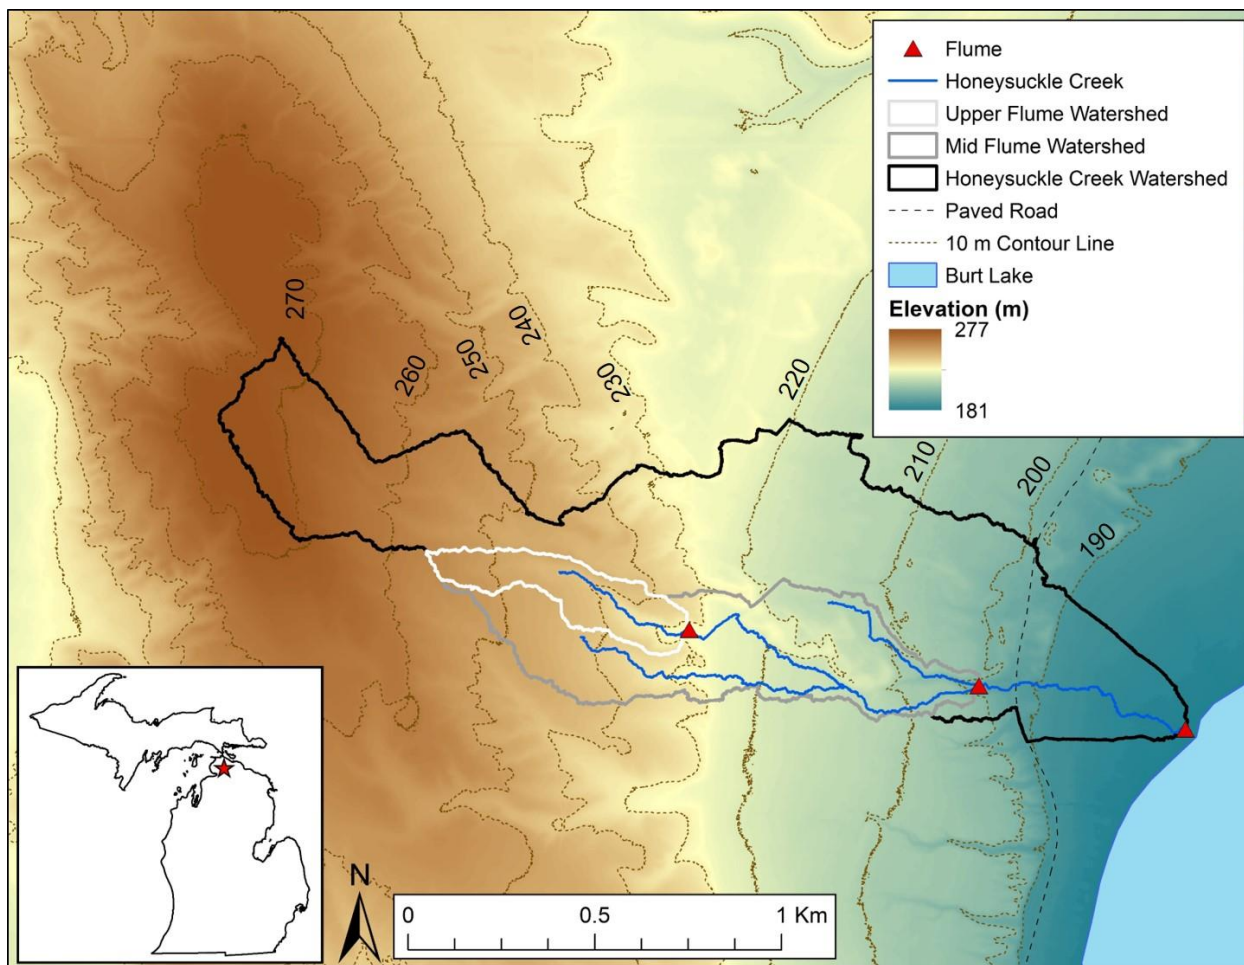 Flume
Honeysuckle Creek
Upper Flume Watershed
Mid Flume Watershed
Honeysuckle Creek Watershed
Paved Road
10 m Contour Line
Burt Lake
Elevation (m)
277
181
270
260
250
240
230
220
210
200
190
N
0 0.5 1 Km